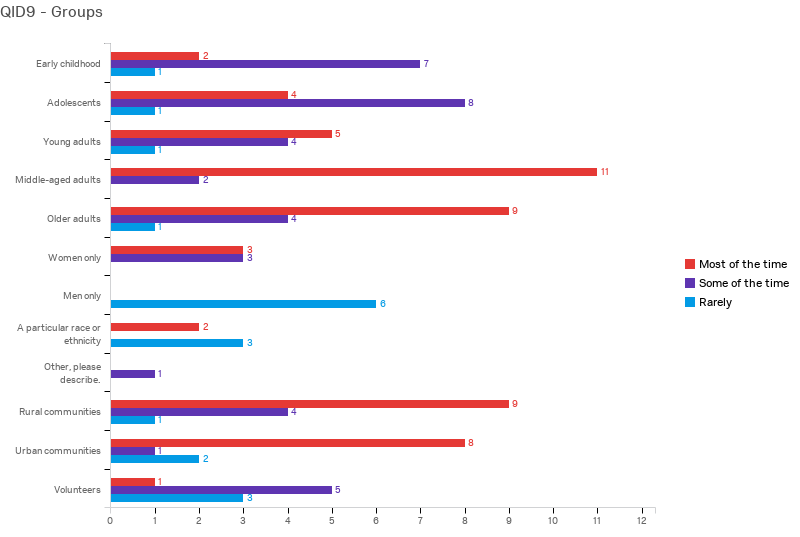 QID9 - Groups
Early childhood
2
7
1
Adolescents
4
8
1
Young adults
5
4
1
Middle-aged adults
11
2
Older adults
9
4
1
Women only
3
3
Men only
6
A particular race or
ethnicity
2
3
Other, please
describe.
1
Rural communities
9
4
1
Urban communities
8
1
2
Volunteers
1
5
3
0 1 2 3 4 5 6 7 8 9 10 11 12
Most of the time
Some of the time
Rarely